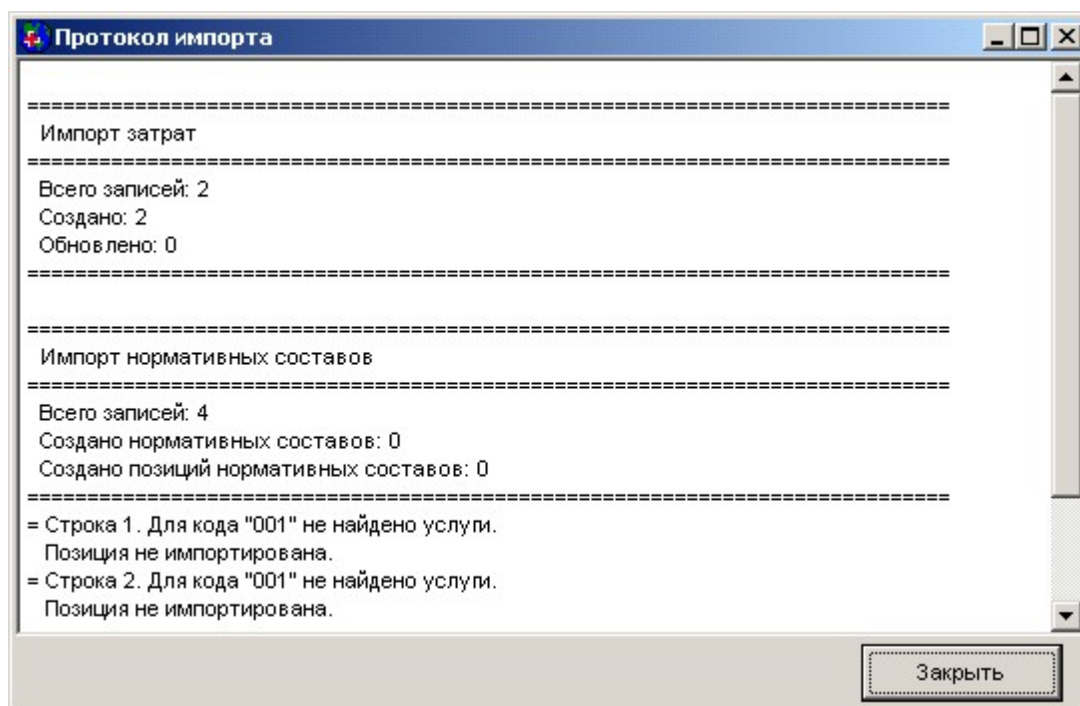 Протокол импорта
=============================================================================
Импорт затрат
=============================================================================
Всего записей: 2
Создано: 2
Обновлено: 0
=============================================================================
=============================================================================
Импорт нормативных составов
=============================================================================
Всего записей: 4
Создано нормативных составов: 0
Создано позиций нормативных составов: 0
=============================================================================
= Строка 1. Для кода "001" не найдено услуги.
Позиция не импортирована.
= Строка 2. Для кода "001" не найдено услуги.
Позиция не импортирована.
Закрыть